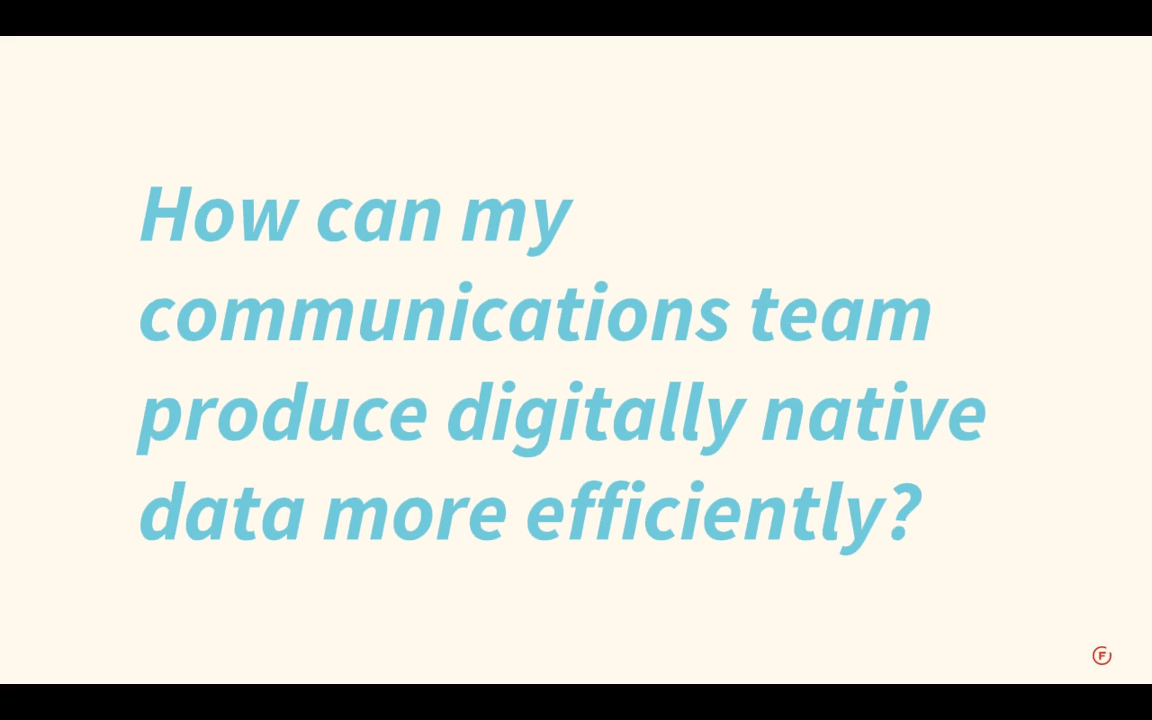 How can my
communications team
produce digitally native
data more efficiently?
F